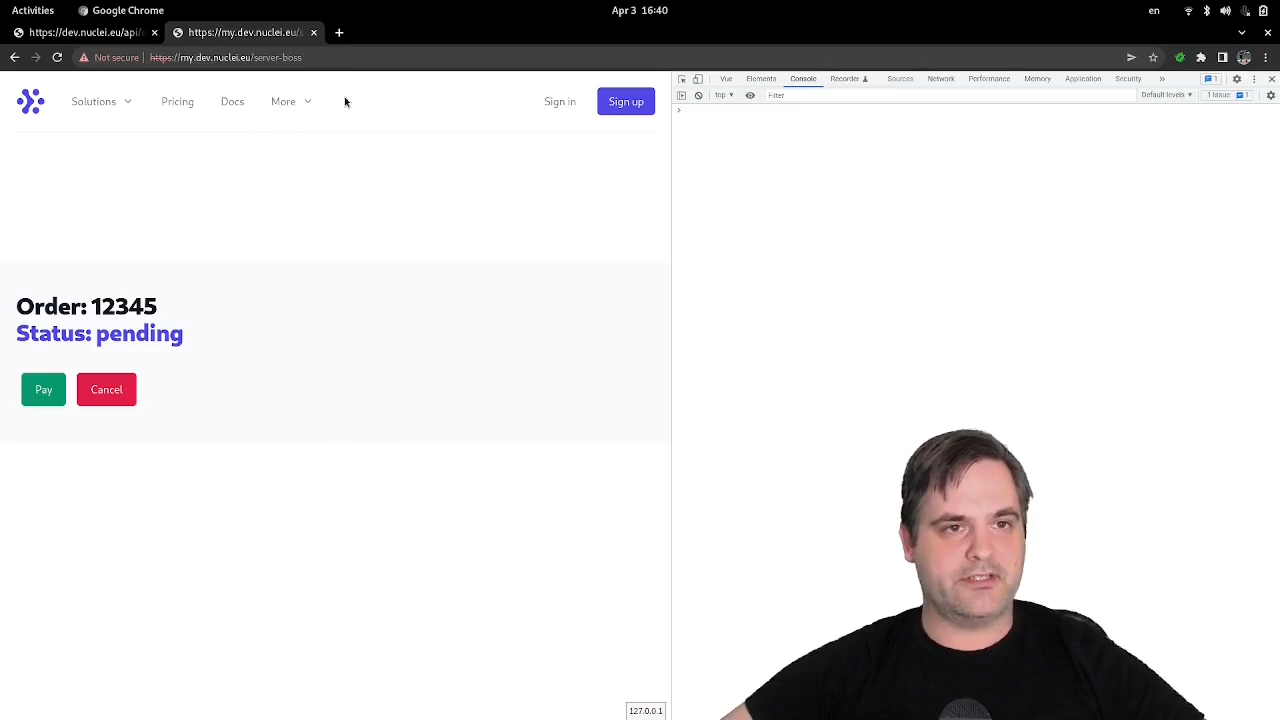 Activities Google Chrome Apr 3 16:40 en
https://dev.nuclei.eu/api/ https://my.dev.nuclei.eu/s
Not secure https://my.dev.nuclei.eu/server-boss
Solutions Pricing Docs More Sign in Sign up
Vue Elements Console Recorder Sources Network Performance Memory Application Security 1
top Filter Default levels 1 Issue: 1
Order: 12345
Status: pending
Pay Cancel
127.0.0.1